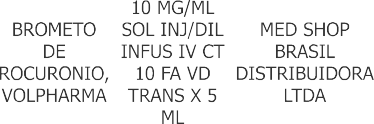 BROMETO
DE
ROCURONIO,
VOLPHARMA
10 MG/ML
SOL INJ/DIL
INFUS IV CT
10 FA VD
TRANS X 5
ML
MED SHOP
BRASIL
DISTRIBUIDORA
LTDA